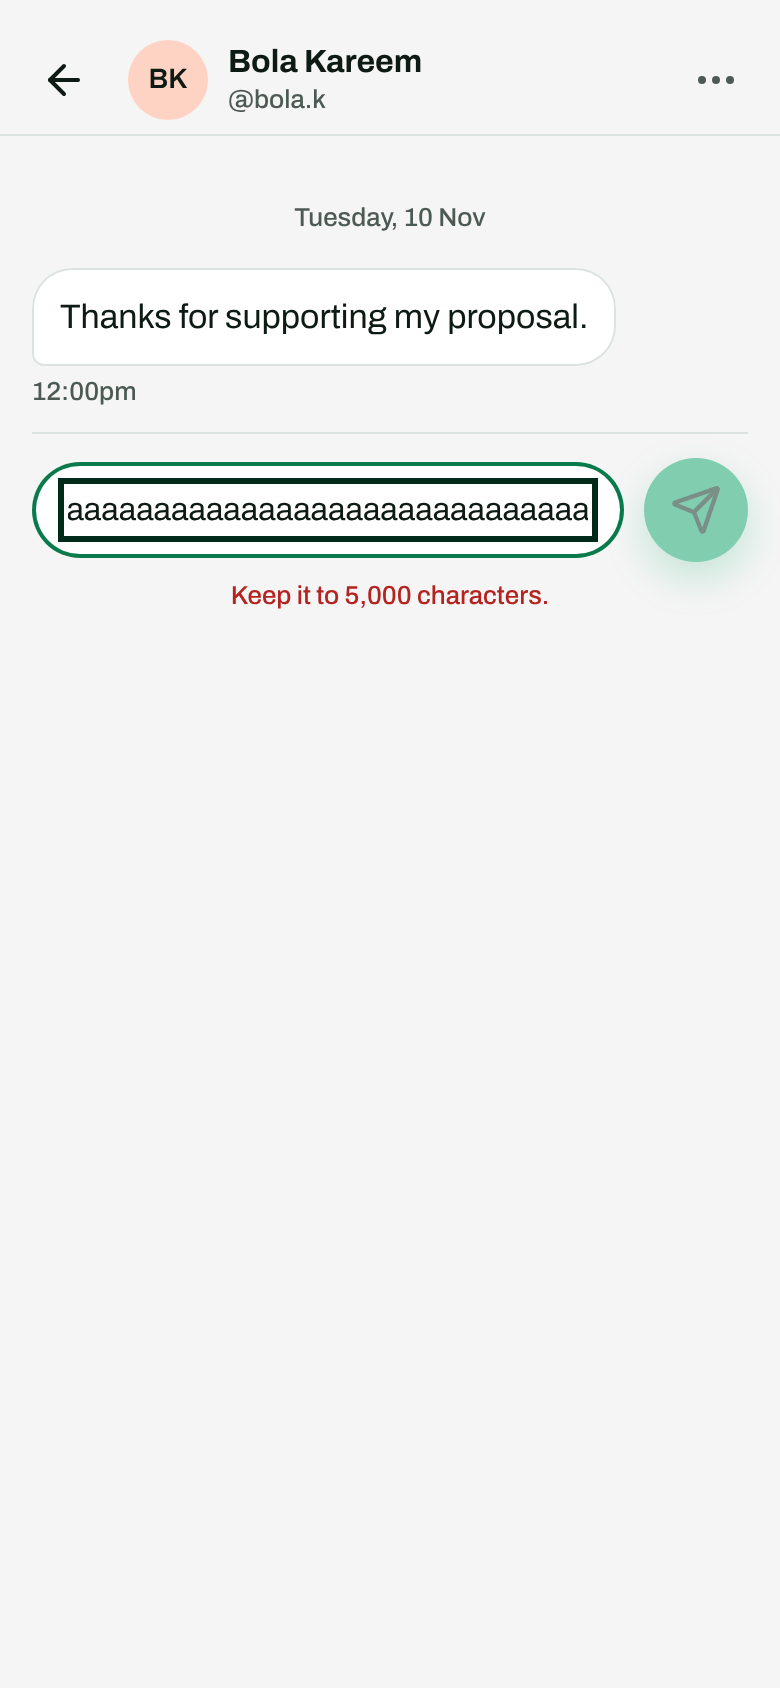 BK
Bola Kareem
@bola.k
Tuesday, 10 Nov
Thanks for supporting my proposal.
12:00pm
aaaaaaaaaaaaaaaaaaaaaaaaaaaaaa
Keep it to 5,000 characters.